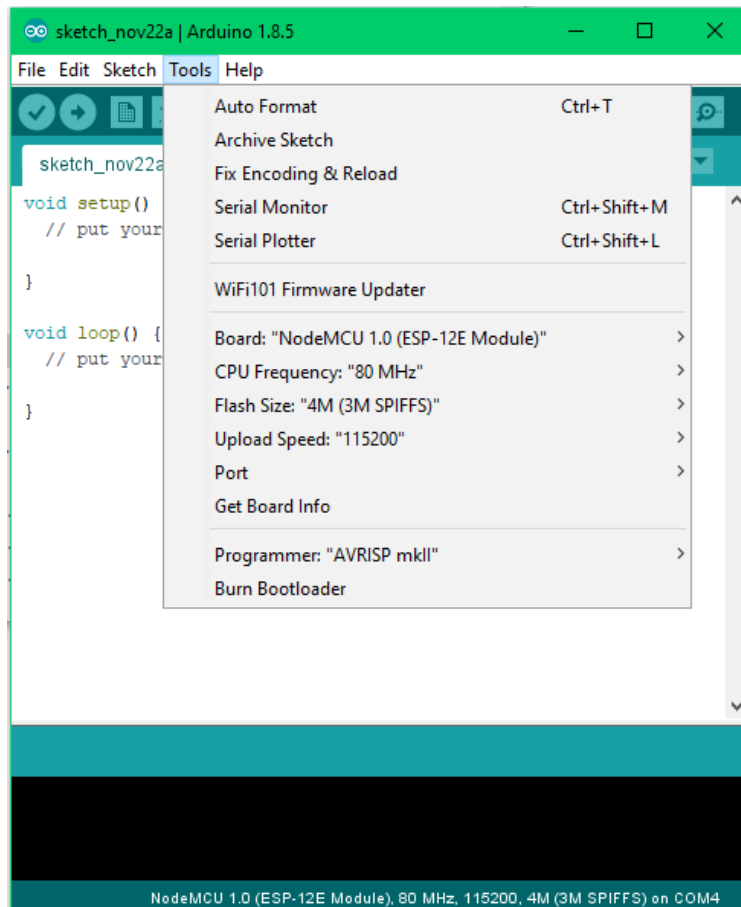 sketch_nov22a | Arduino 1.8.5
File Edit Sketch Tools Help
Auto Format Ctrl+T
Archive Sketch
sketch_nov22a
Fix Encoding & Reload
void setup()
Serial Monitor Ctrl+Shift+M
// put your
Serial Plotter Ctrl+Shift+L
}
WiFi101 Firmware Updater
void loop() {
Board: "NodeMCU 1.0 (ESP-12E Module)"
// put your
CPU Frequency: "80 MHz"
}
Flash Size: "4M (3M SPIFFS)"
Upload Speed: "115200"
Port
Get Board Info
Programmer: "AVRISP mkII"
Burn Bootloader
NodeMCU 1.0 (ESP-12E Module), 80 MHz, 115200, 4M (3M SPIFFS) on COM4